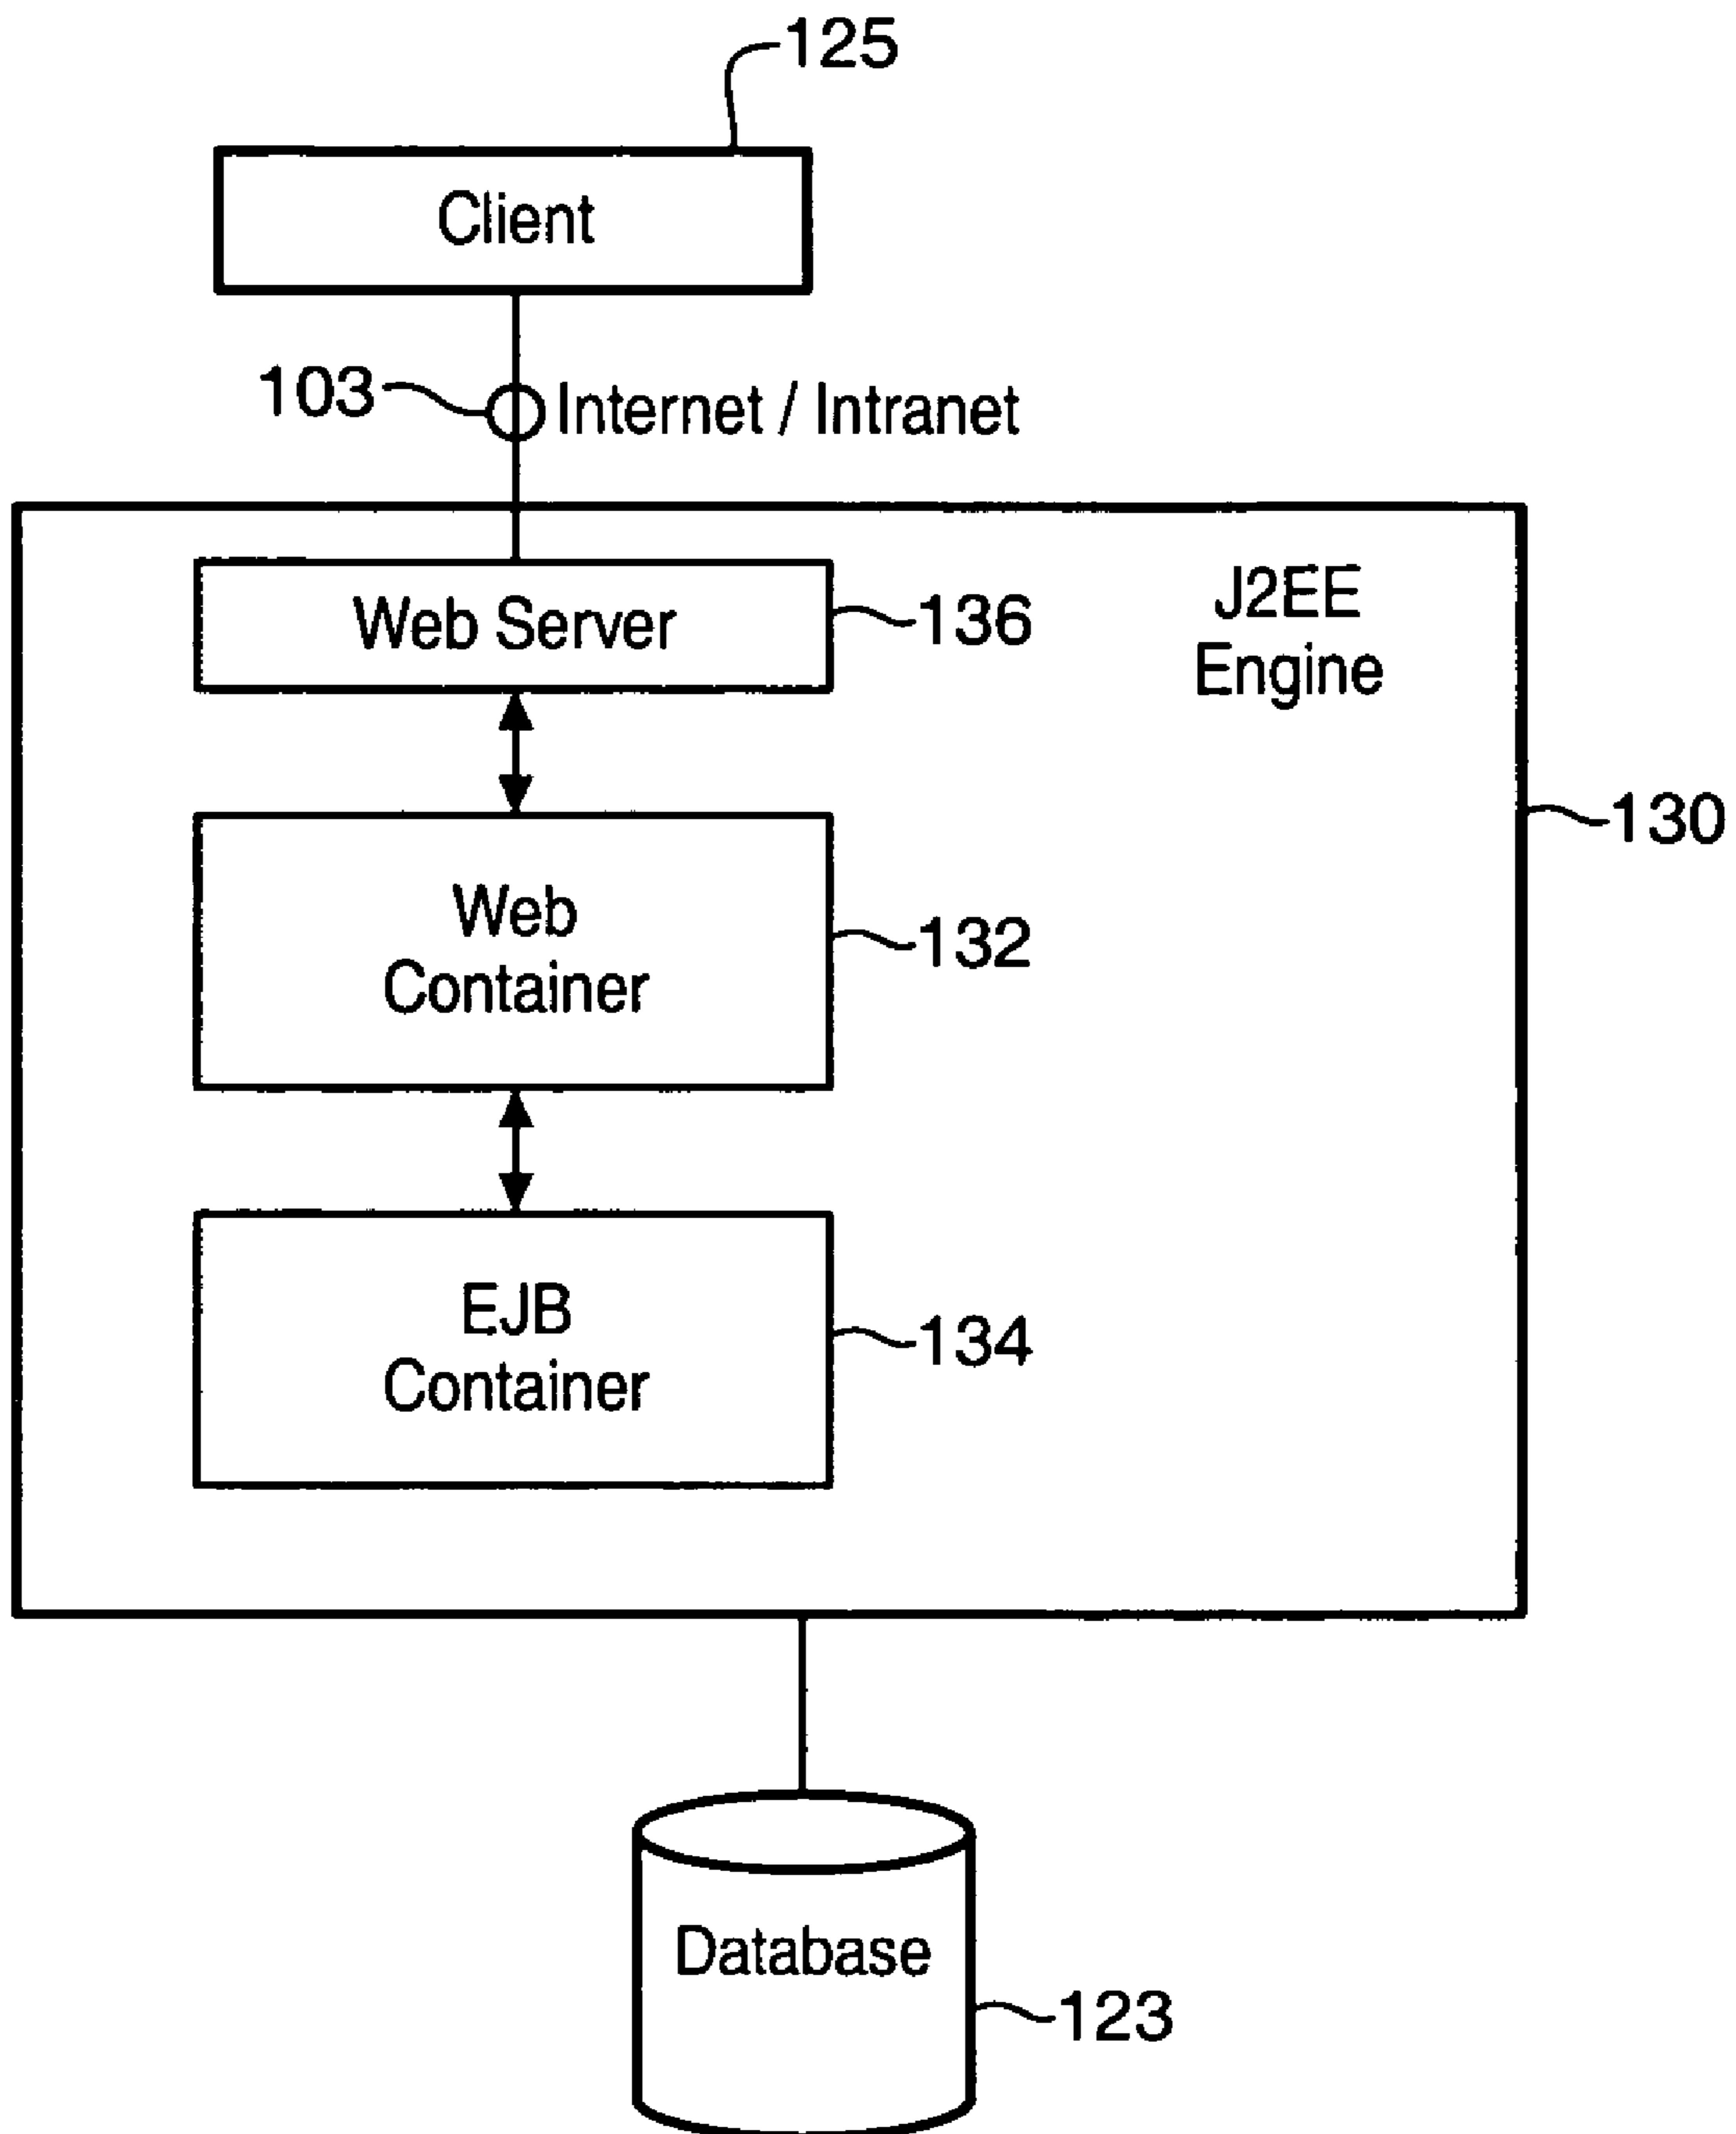 125
Client
103
Internet / Intranet
Web Server
136
J2EE
Engine
130
Web
Container
132
EJB
Container
134
Database
123